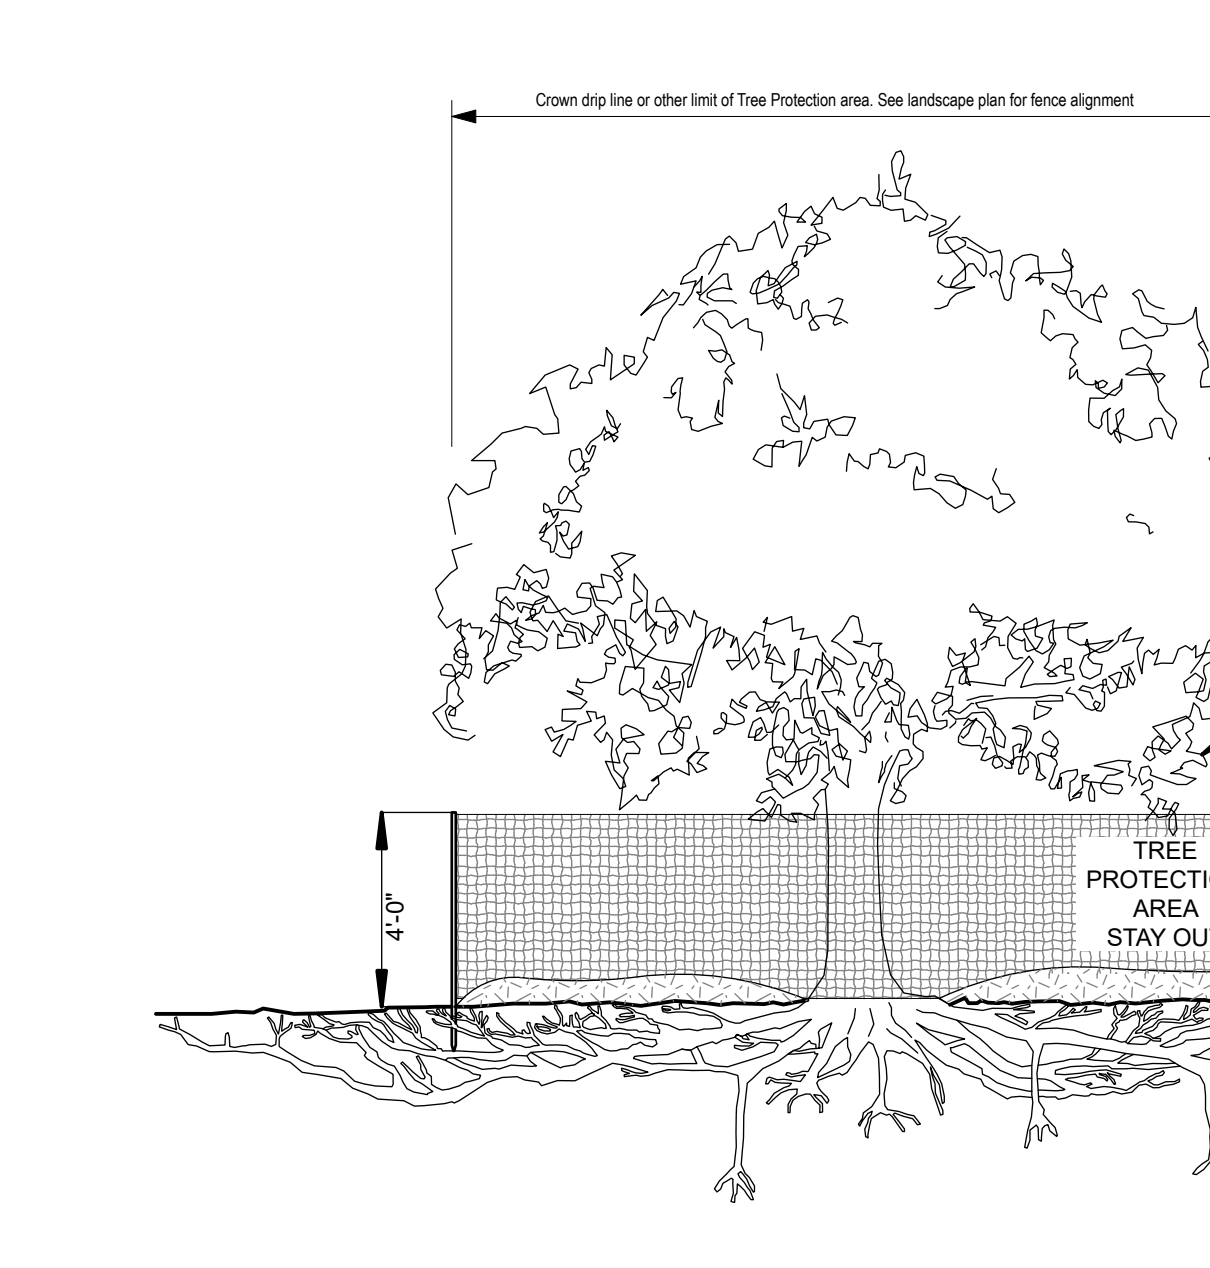 Crown drip line or other limit of Tree Protection area. See landscape plan for fence alignment
4'-0"
TREE
AREA
STAY